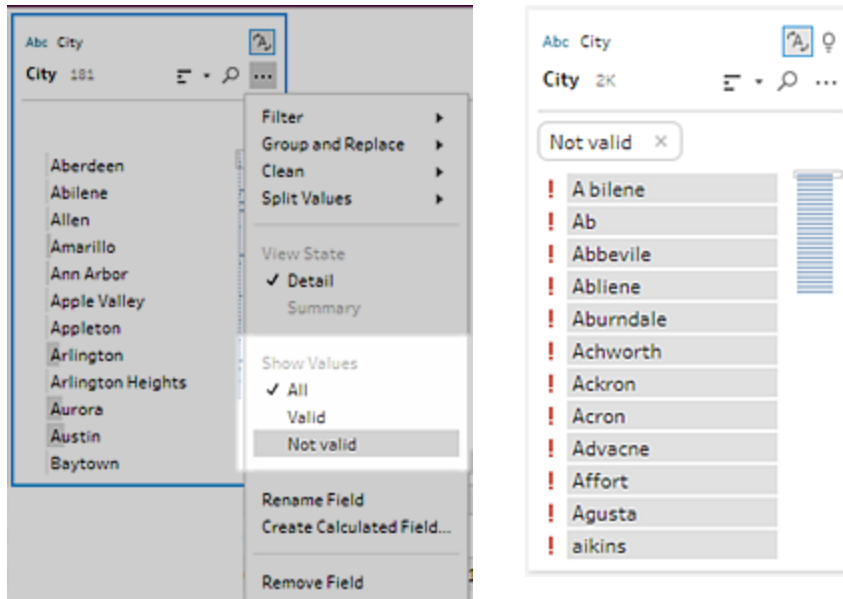 Abc City
City 181
Aberdeen
Abilene
Allen
Amarillo
Ann Arbor
Apple Valley
Appleton
Arlington
Arlington Heights
Aurora
Austin
Baytown
Filter
Group and Replace
Clean
Split Values
View State
✓ Detail
Summary
Show Values
✓ All
Valid
Not valid
Rename Field
Create Calculated Field...
Remove Field
Abc City
City 2K
Not valid ×
! A bilene
! Ab
! Abbevile
! Abliene
! Aburndale
! Achworth
! Ackron
! Acron
! Advacne
! Affort
! Agusta
! aikins